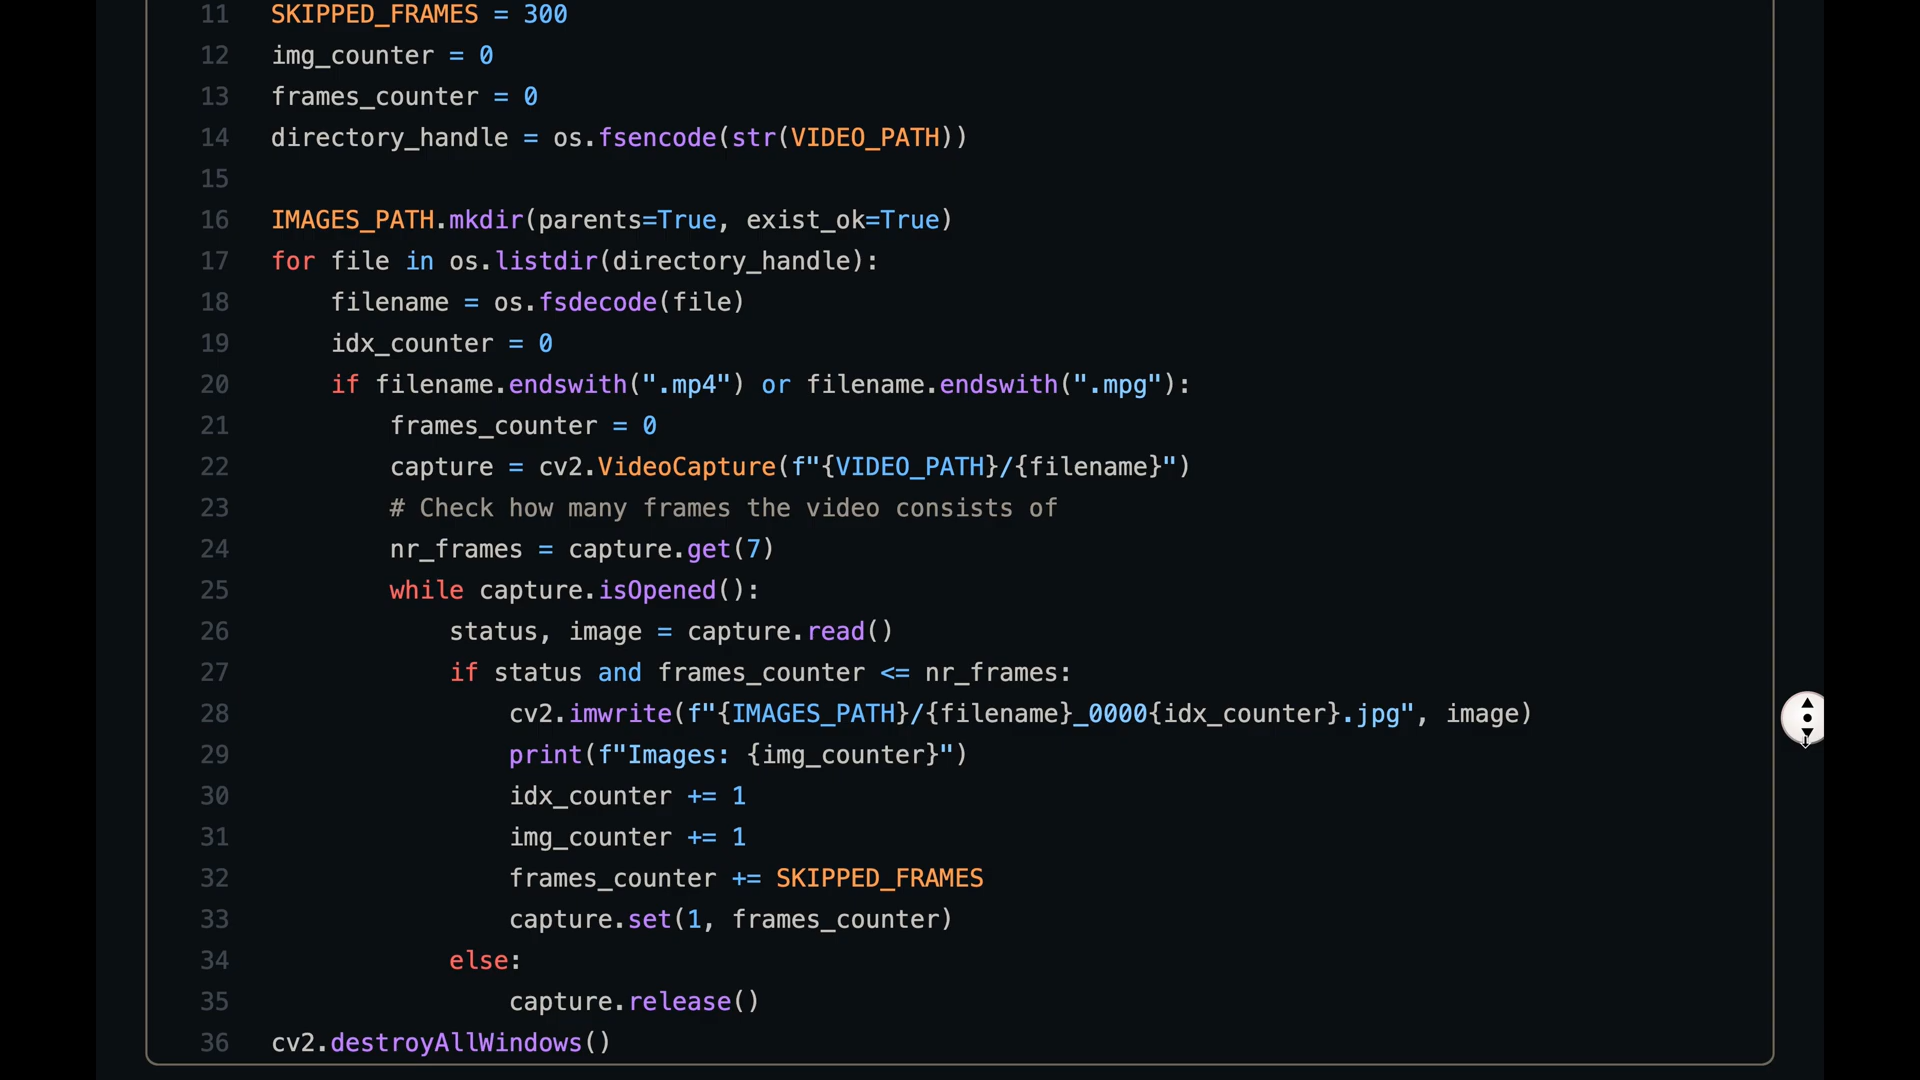 11 SKIPPED_FRAMES = 300
12 img_counter = 0
13 frames_counter = 0
14 directory_handle = os.fsencode(str(VIDEO_PATH))
15
16 IMAGES_PATH.mkdir(parents=True, exist_ok=True)
17 for file in os.listdir(directory_handle):
18     filename = os.fsdecode(file)
19     idx_counter = 0
20     if filename.endswith(".mp4") or filename.endswith(".mpg"):
21         frames_counter = 0
22         capture = cv2.VideoCapture(f"{VIDEO_PATH}/{filename}")
23         # Check how many frames the video consists of
24         nr_frames = capture.get(7)
25         while capture.isOpened():
26             status, image = capture.read()
27             if status and frames_counter <= nr_frames:
28                 cv2.imwrite(f"{IMAGES_PATH}/{filename}_0000{idx_counter}.jpg", image)
29                 print(f"Images: {img_counter}")
30                 idx_counter += 1
31                 img_counter += 1
32                 frames_counter += SKIPPED_FRAMES
33                 capture.set(1, frames_counter)
34             else:
35                 capture.release()
36 cv2.destroyAllWindows()